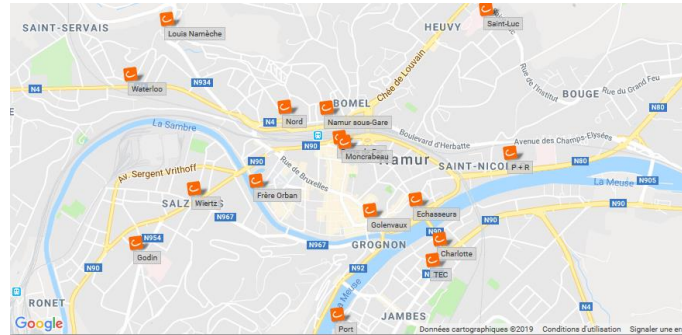 Saint-Luc
SAINT-SERVAIS
Louis Namèche
HEUVY
Chée de Louvain
Waterloo
N4
N934
Rue de l'Institut
BOUGE
Rue du Grand Feu
Nord
Namur sous-Gare
BOMEL
N80
La Sambre
N4
Boulevard d'Herbatte
Avenue des Champs-Elysées
N90
Moncrabeau
Namur
SAINT-NICOL
P + R
N80
N90
Rue de Bruxelles
Av. Sergent Vrithoff
La Meuse
N905
Frère Orban
Wiertz
SALZ
ES
N967
Golenvaux
Echasseurs
N90
N90
N954
Godin
N967
GROGNON
Charlotte
N90
N92
TEC
RONET
La Meuse
Port
JAMBES
Google
Données cartographiques ©2019
Conditions d'utilisation
Signaler une er